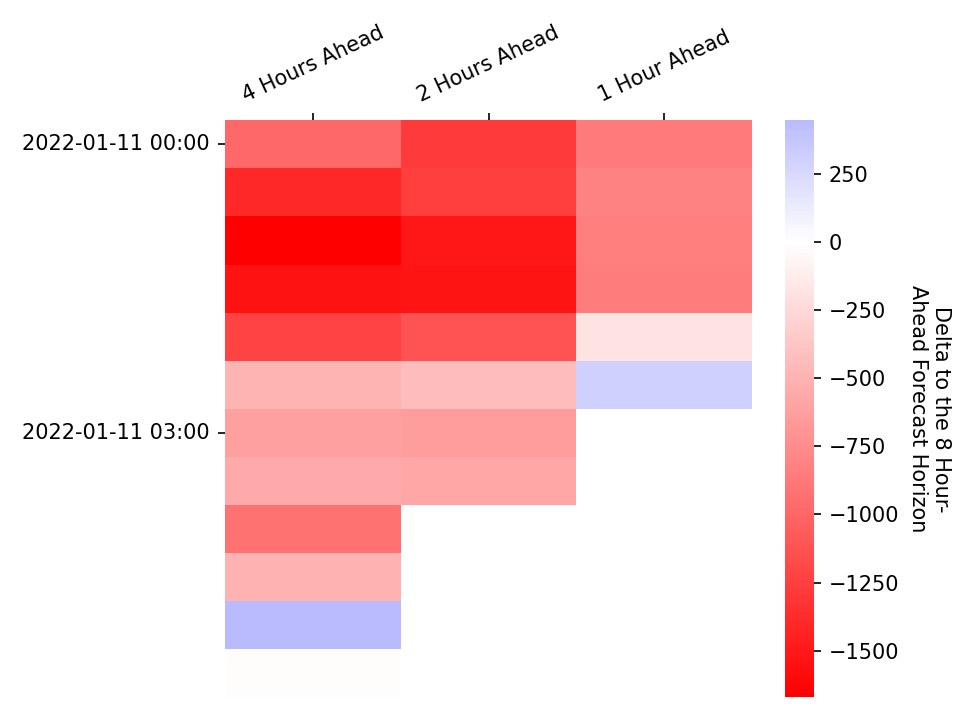 4 Hours Ahead
2 Hours Ahead
1 Hour Ahead
2022-01-11 00:00
2022-01-11 03:00
250
0
−250
−500
−750
−1000
−1250
−1500
Delta to the 8 Hour-
Ahead Forecast Horizon